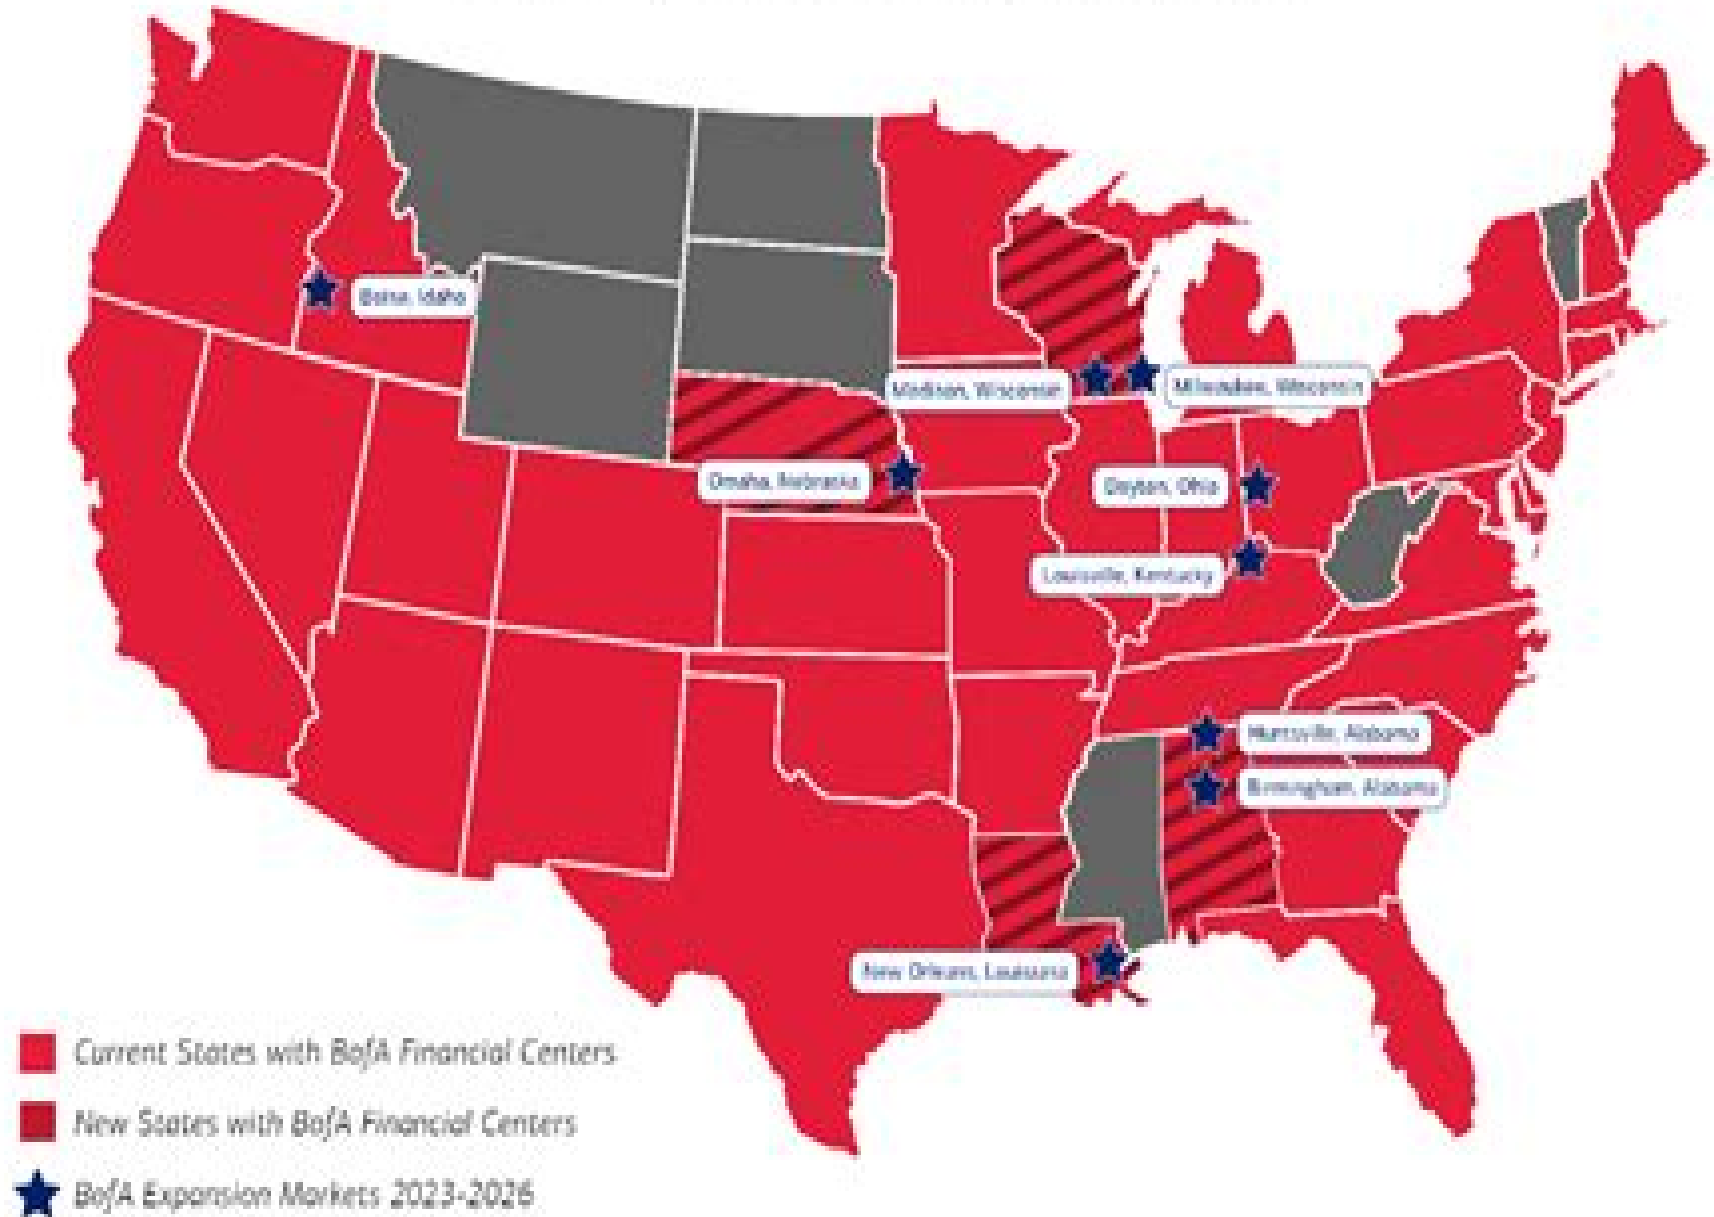 Boise, Idaho
Madison, Wisconsin
Milwaukee, Wisconsin
Omaha, Nebraska
Dayton, Ohio
Louisville, Kentucky
Huntsville, Alabama
Birmingham, Alabama
New Orleans, Louisiana
Current States with BofA Financial Centers
New States with BofA Financial Centers
BofA Expansion Markets 2023-2026